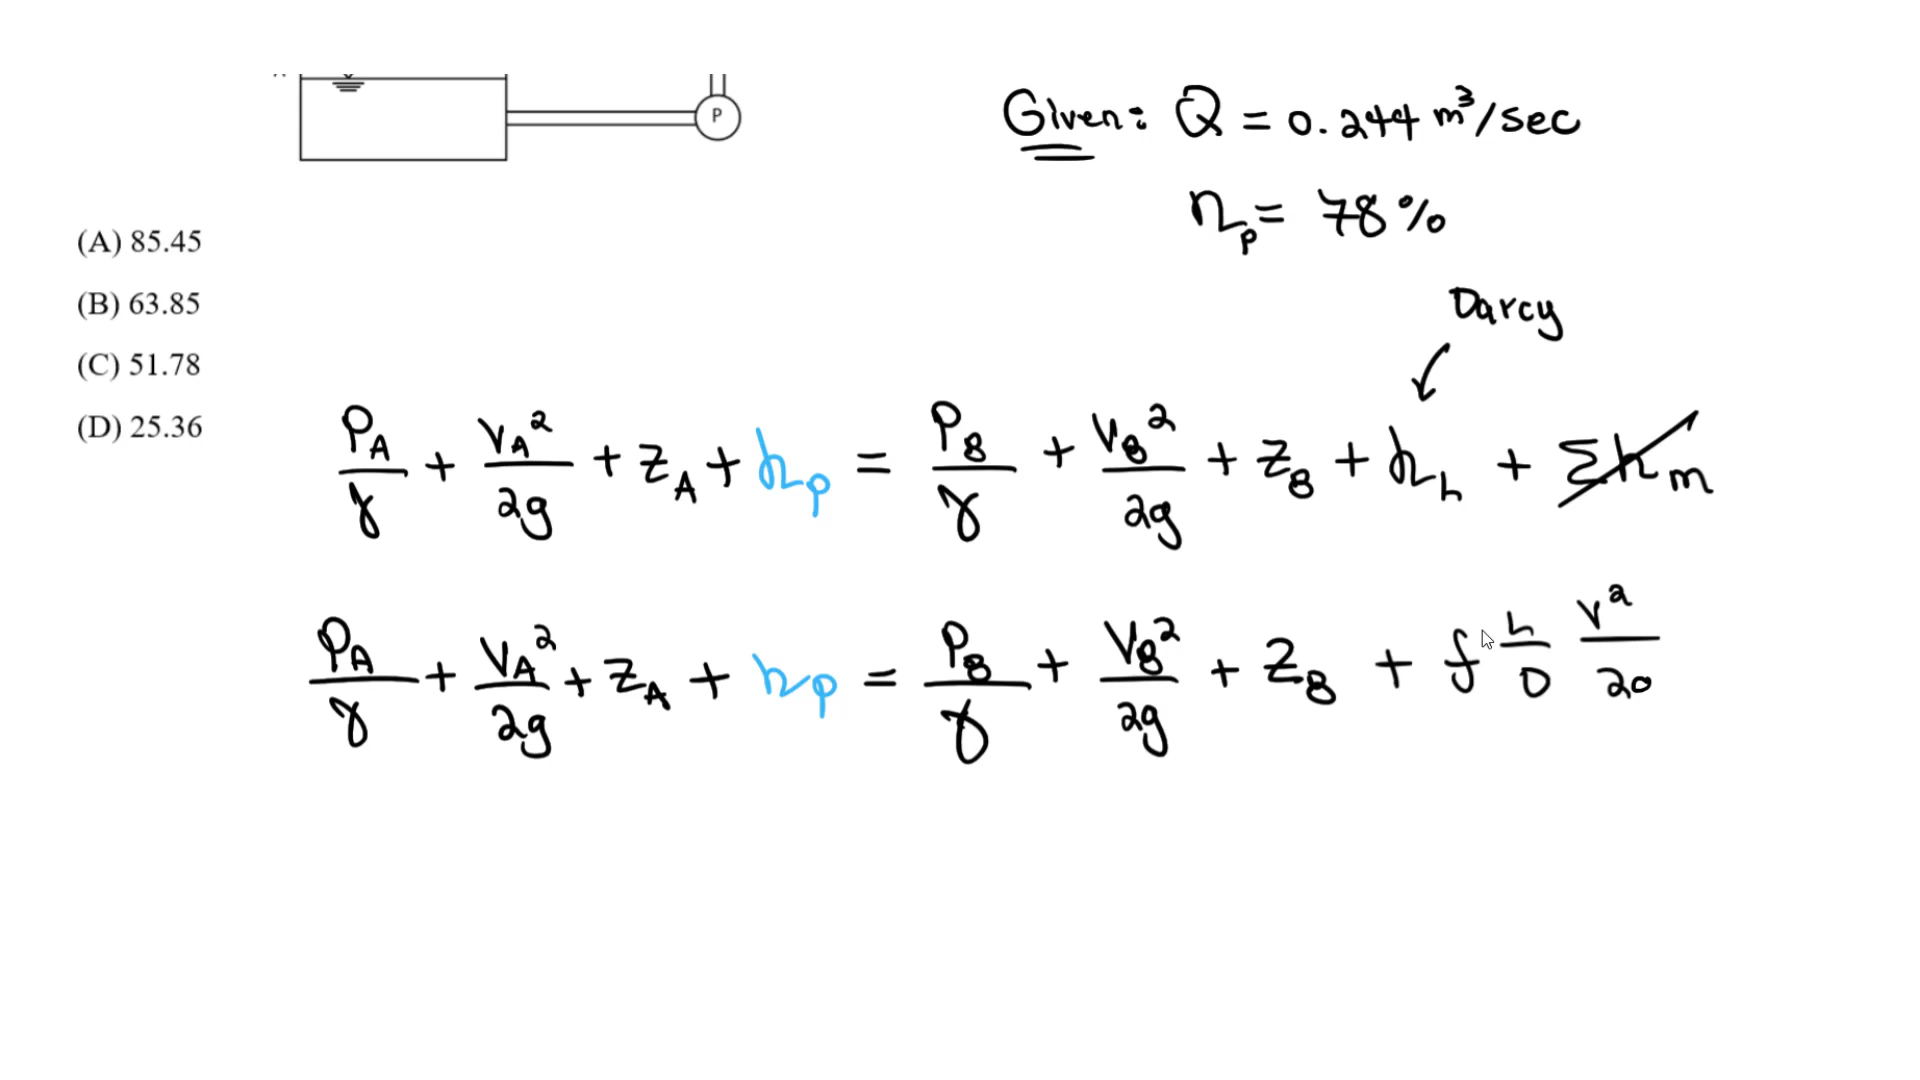 P
Given: Q = 0.244 m³/sec
η_p = 78%
(A) 85.45
(B) 63.85
(C) 51.78
(D) 25.36
Darcy
P_A/γ + V_A²/2g + z_A + h_p = P_B/γ + V_B²/2g + z_B + h_L + Σh_m
P_A/γ + V_A²/2g + z_A + h_p = P_B/γ + V_B²/2g + z_B + f L/D V²/2